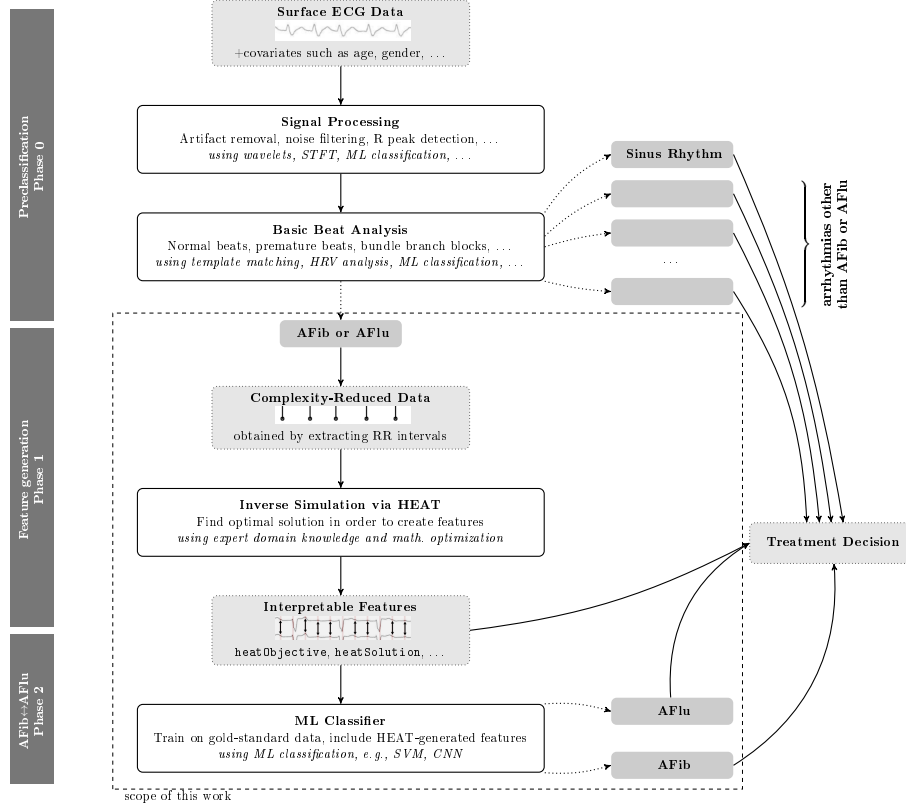 Surface ECG Data
+covariates such as age, gender, ...
Preclassification
Phase 0
Signal Processing
Artifact removal, noise filtering, R peak detection, ...
using wavelets, STFT, ML classification, ...
Sinus Rhythm
Basic Beat Analysis
Normal beats, premature beats, bundle branch blocks, ...
using template matching, HRV analysis, ML classification, ...
...
arrhythmias other
than AFib or AFlu
AFib or AFlu
Feature generation
Phase 1
Complexity-Reduced Data
obtained by extracting RR intervals
Inverse Simulation via HEAT
Find optimal solution in order to create features
using expert domain knowledge and math. optimization
Treatment Decision
Interpretable Features
heatObjective, heatSolution, ...
AFib↔AFlu
Phase 2
ML Classifier
Train on gold-standard data, include HEAT-generated features
using ML classification, e.g., SVM, CNN
AFlu
AFib
scope of this work